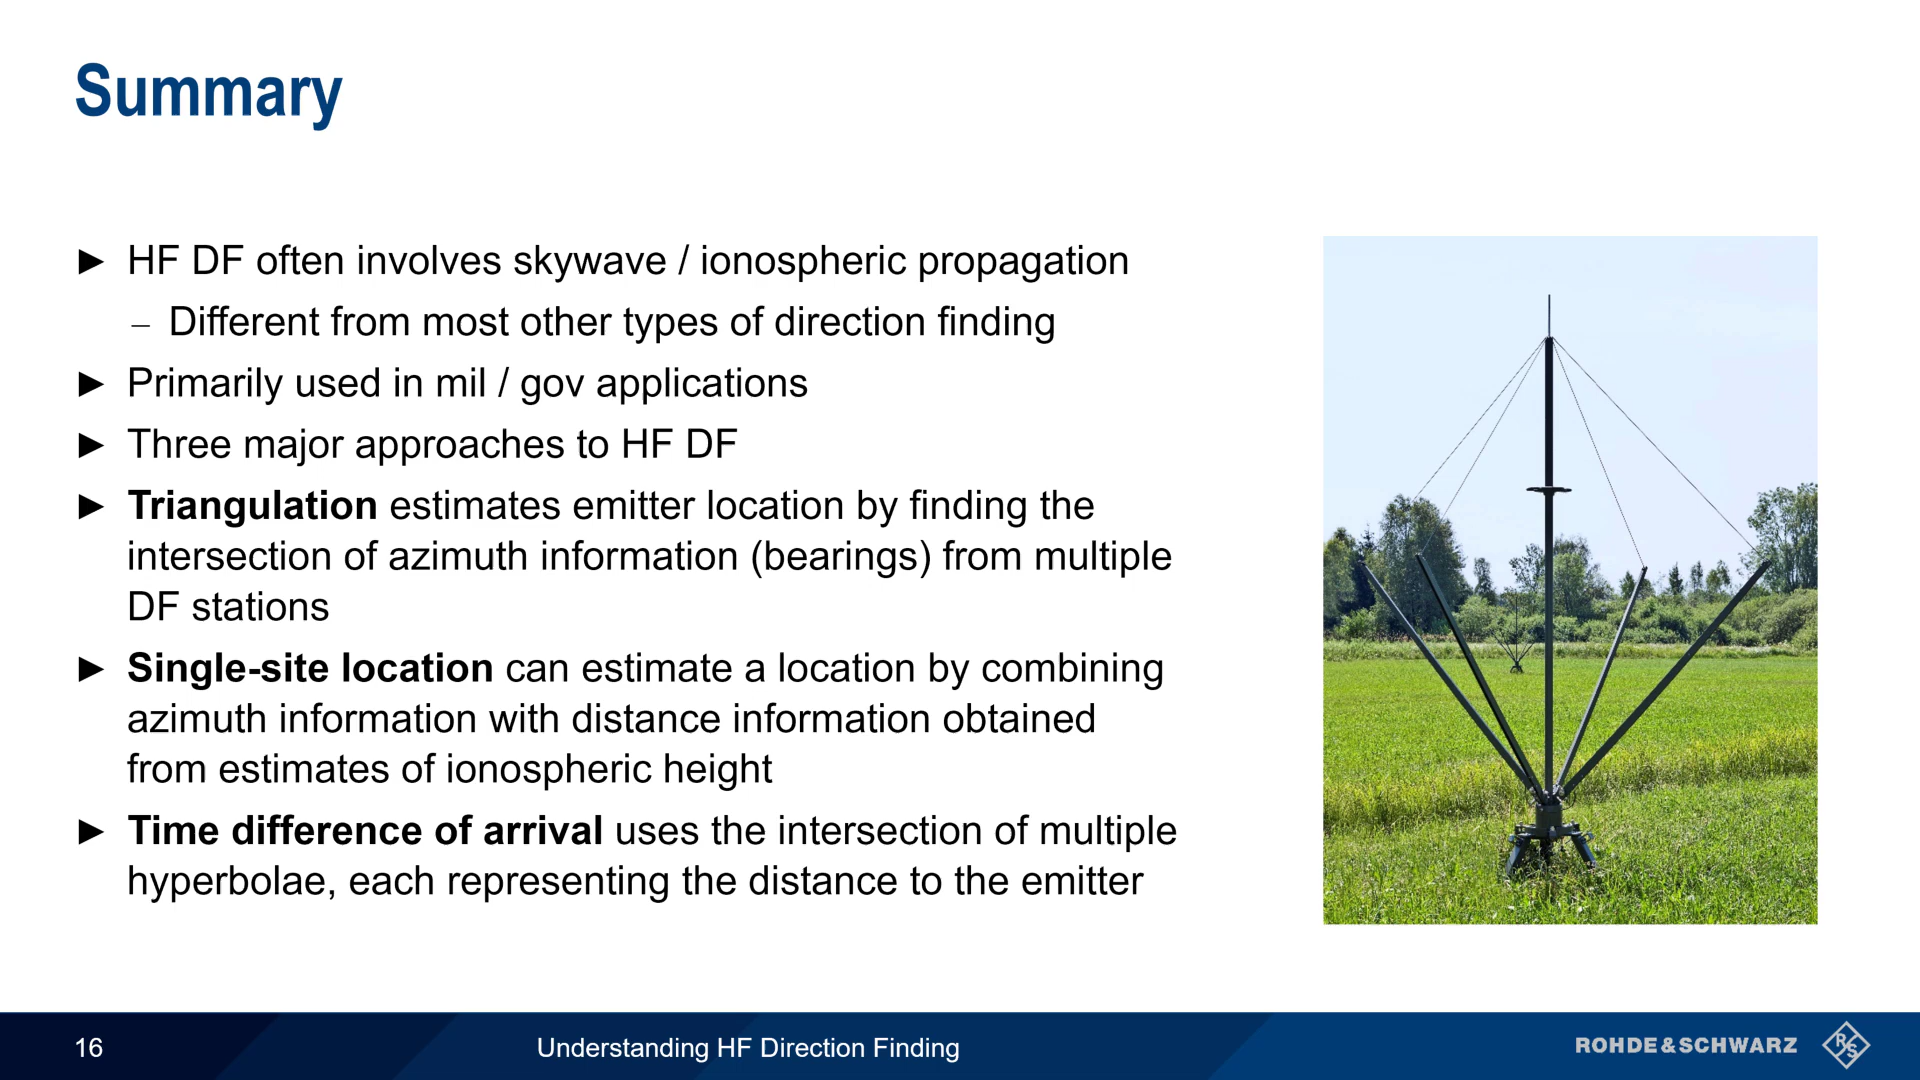 Summary
► HF DF often involves skywave / ionospheric propagation
– Different from most other types of direction finding
► Primarily used in mil / gov applications
► Three major approaches to HF DF
► Triangulation estimates emitter location by finding the
intersection of azimuth information (bearings) from multiple
DF stations
► Single-site location can estimate a location by combining
azimuth information with distance information obtained
from estimates of ionospheric height
► Time difference of arrival uses the intersection of multiple
hyperbolae, each representing the distance to the emitter
16
Understanding HF Direction Finding
ROHDE&SCHWARZ
R&S